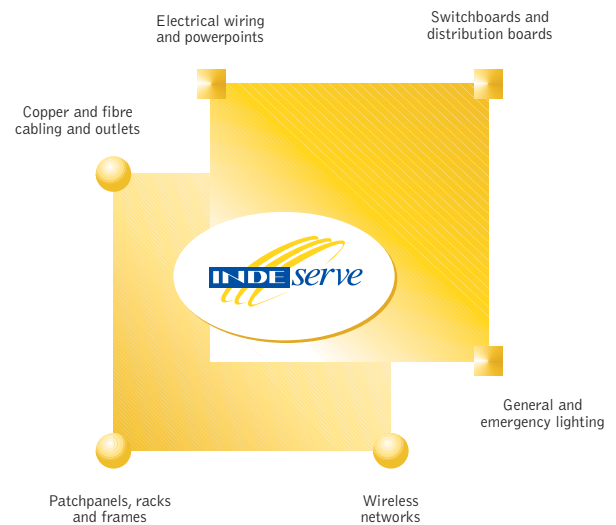 Electrical wiring
and powerpoints
Switchboards and
distribution boards
Copper and fibre
cabling and outlets
INDEserve
General and
emergency lighting
Patchpanels, racks
and frames
Wireless
networks